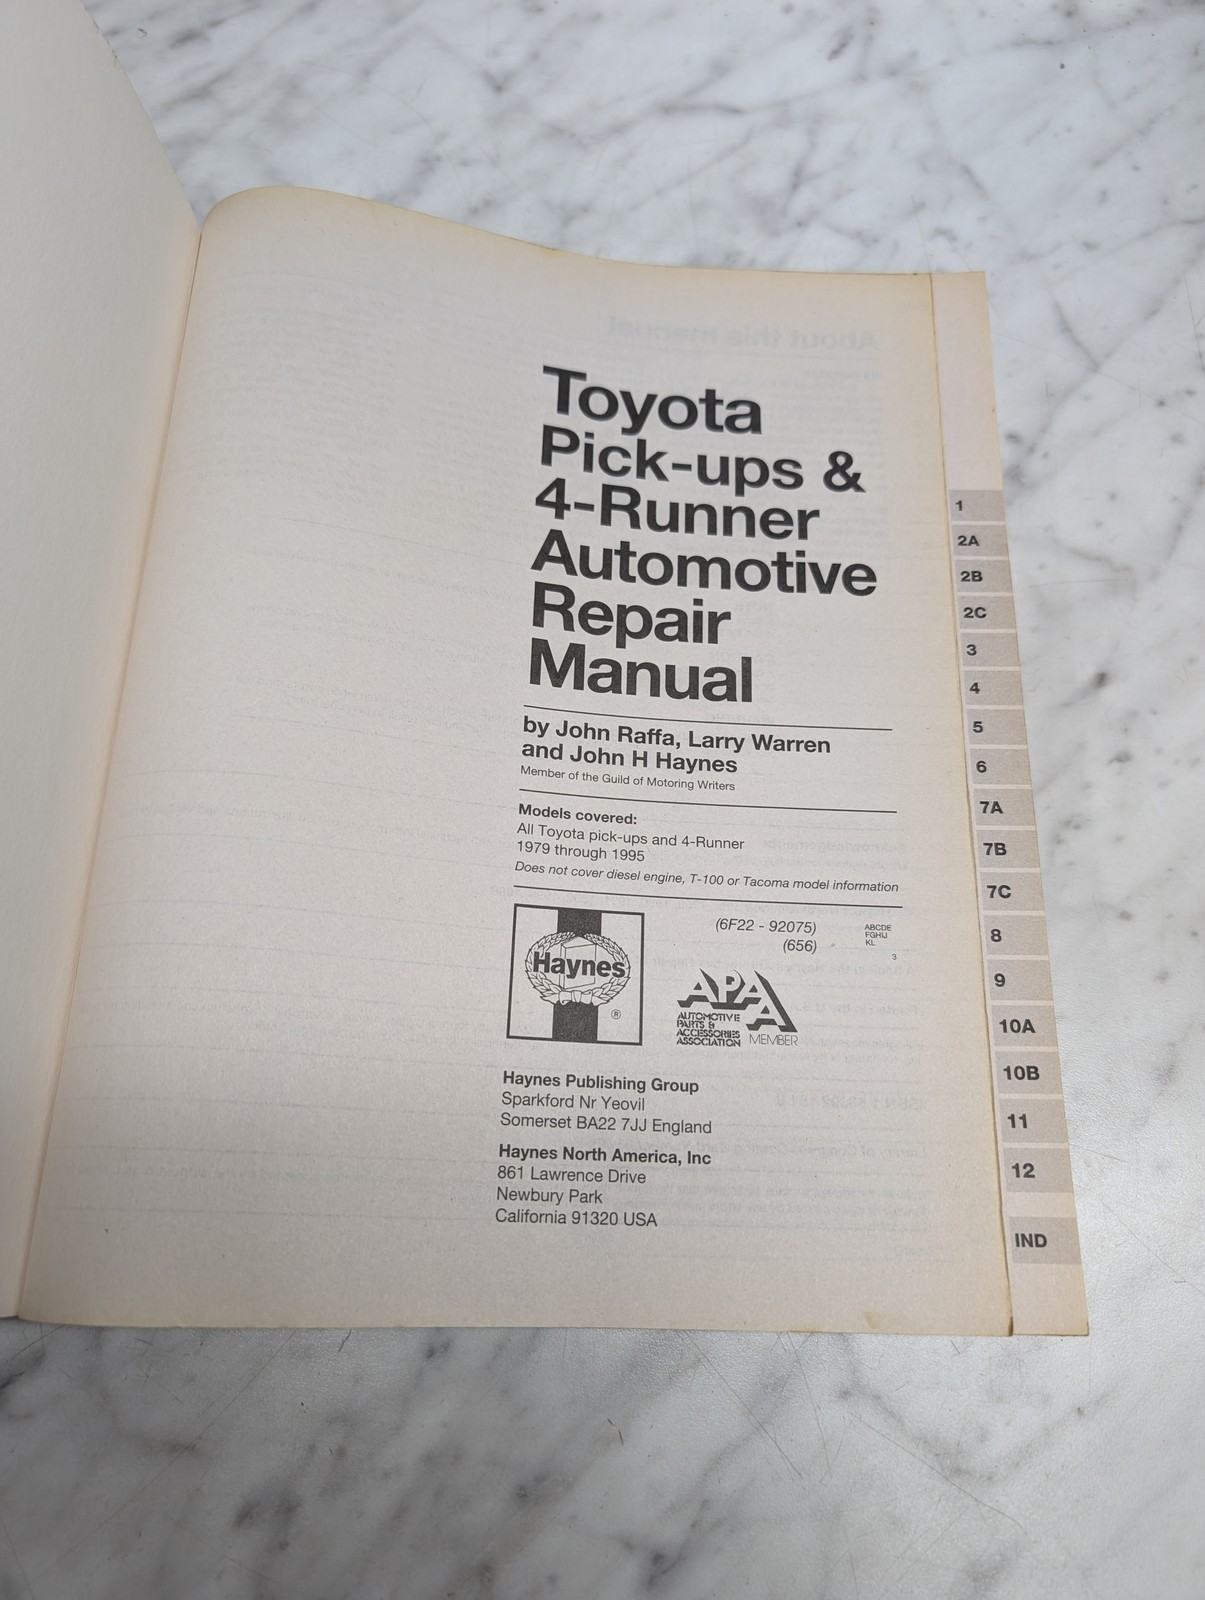 Toyota
Pick-ups &
4-Runner
Automotive
Repair
Manual
by John Raffa, Larry Warren
and John H Haynes
Member of the Guild of Motoring Writers
Models covered:
All Toyota pick-ups and 4-Runner
1979 through 1995
Does not cover diesel engine, T-100 or Tacoma model information
(6F22 - 92075)
(656)
ABCDE
FGHIJ
KL
3
Haynes
®
APAA
AUTOMOTIVE
PARTS &
ACCESSORIES
ASSOCIATION MEMBER
Haynes Publishing Group
Sparkford Nr Yeovil
Somerset BA22 7JJ England
Haynes North America, Inc
861 Lawrence Drive
Newbury Park
California 91320 USA
1
2A
2B
2C
3
4
5
6
7A
7B
7C
8
9
10A
10B
11
12
IND
About this manual